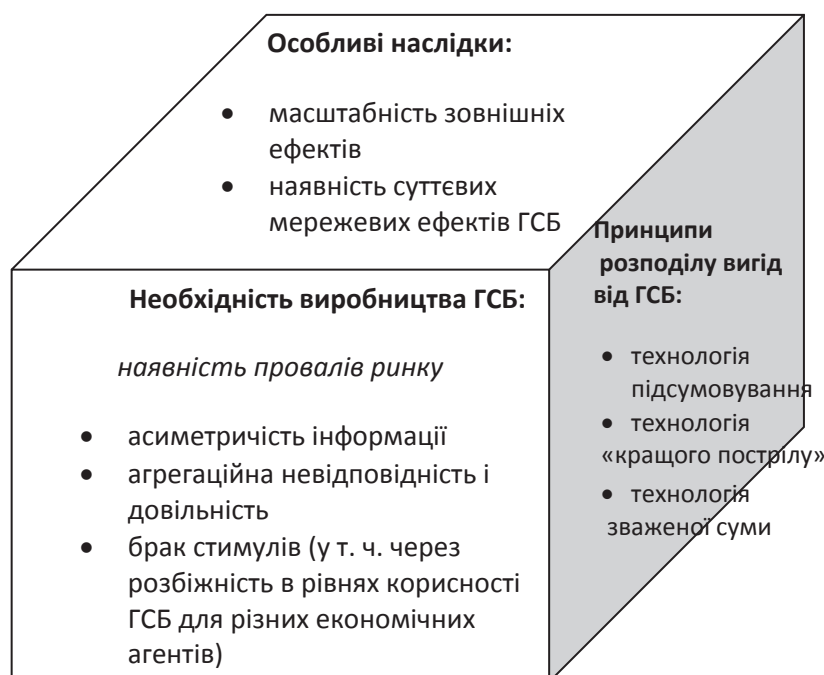 Особливі наслідки:
• масштабність зовнішніх
ефектів
• наявність суттєвих
мережевих ефектів ГСБ
Необхідність виробництва ГСБ:
наявність провалів ринку
• асиметричість інформації
• агрегаційна невідповідність і
довільність
• брак стимулів (у т. ч. через
розбіжність в рівнях корисності
ГСБ для різних економічних
агентів)
Принципи
розподілу вигід
від ГСБ:
• технологія
підсумовування
• технологія
«кращого пострілу»
• технологія
зваженої суми